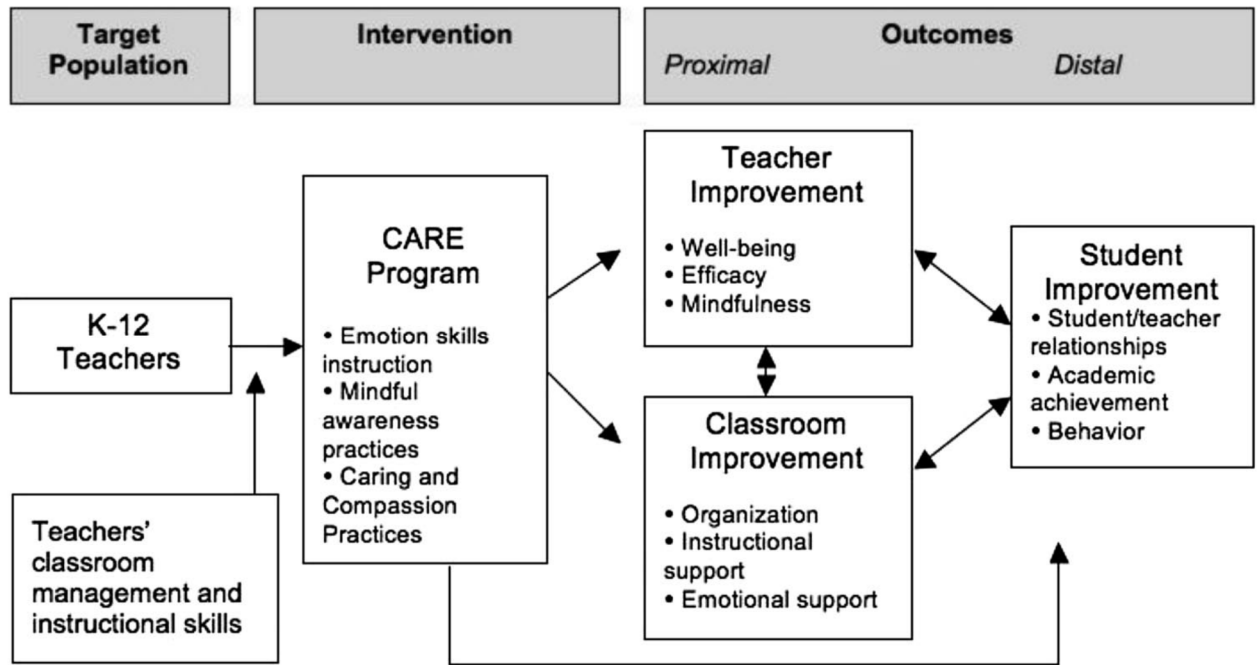 Target
Population
Intervention
Outcomes
Proximal
Distal
K-12
Teachers
Teachers'
classroom
management and
instructional skills
CARE
Program
• Emotion skills
instruction
• Mindful
awareness
practices
• Caring and
Compassion
Practices
Teacher
Improvement
• Well-being
• Efficacy
• Mindfulness
Classroom
Improvement
• Organization
• Instructional
support
• Emotional support
Student
Improvement
• Student/teacher
relationships
• Academic
achievement
• Behavior